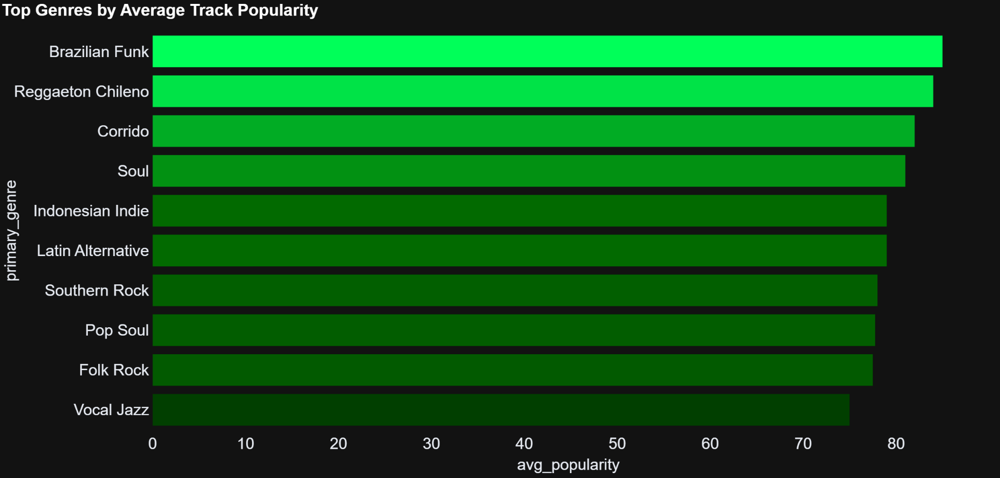 Top Genres by Average Track Popularity
Brazilian Funk
Reggaeton Chileno
Corrido
Soul
Indonesian Indie
Latin Alternative
Southern Rock
Pop Soul
Folk Rock
Vocal Jazz
primary_genre
0 10 20 30 40 50 60 70 80
avg_popularity